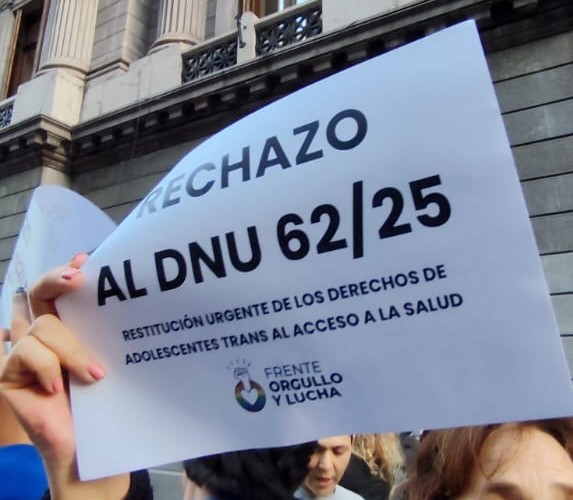 RECHAZO
AL DNU 62/25
RESTITUCIÓN URGENTE DE LOS DERECHOS DE
ADOLESCENTES TRANS AL ACCESO A LA SALUD
FRENTE
ORGULLO
Y LUCHA